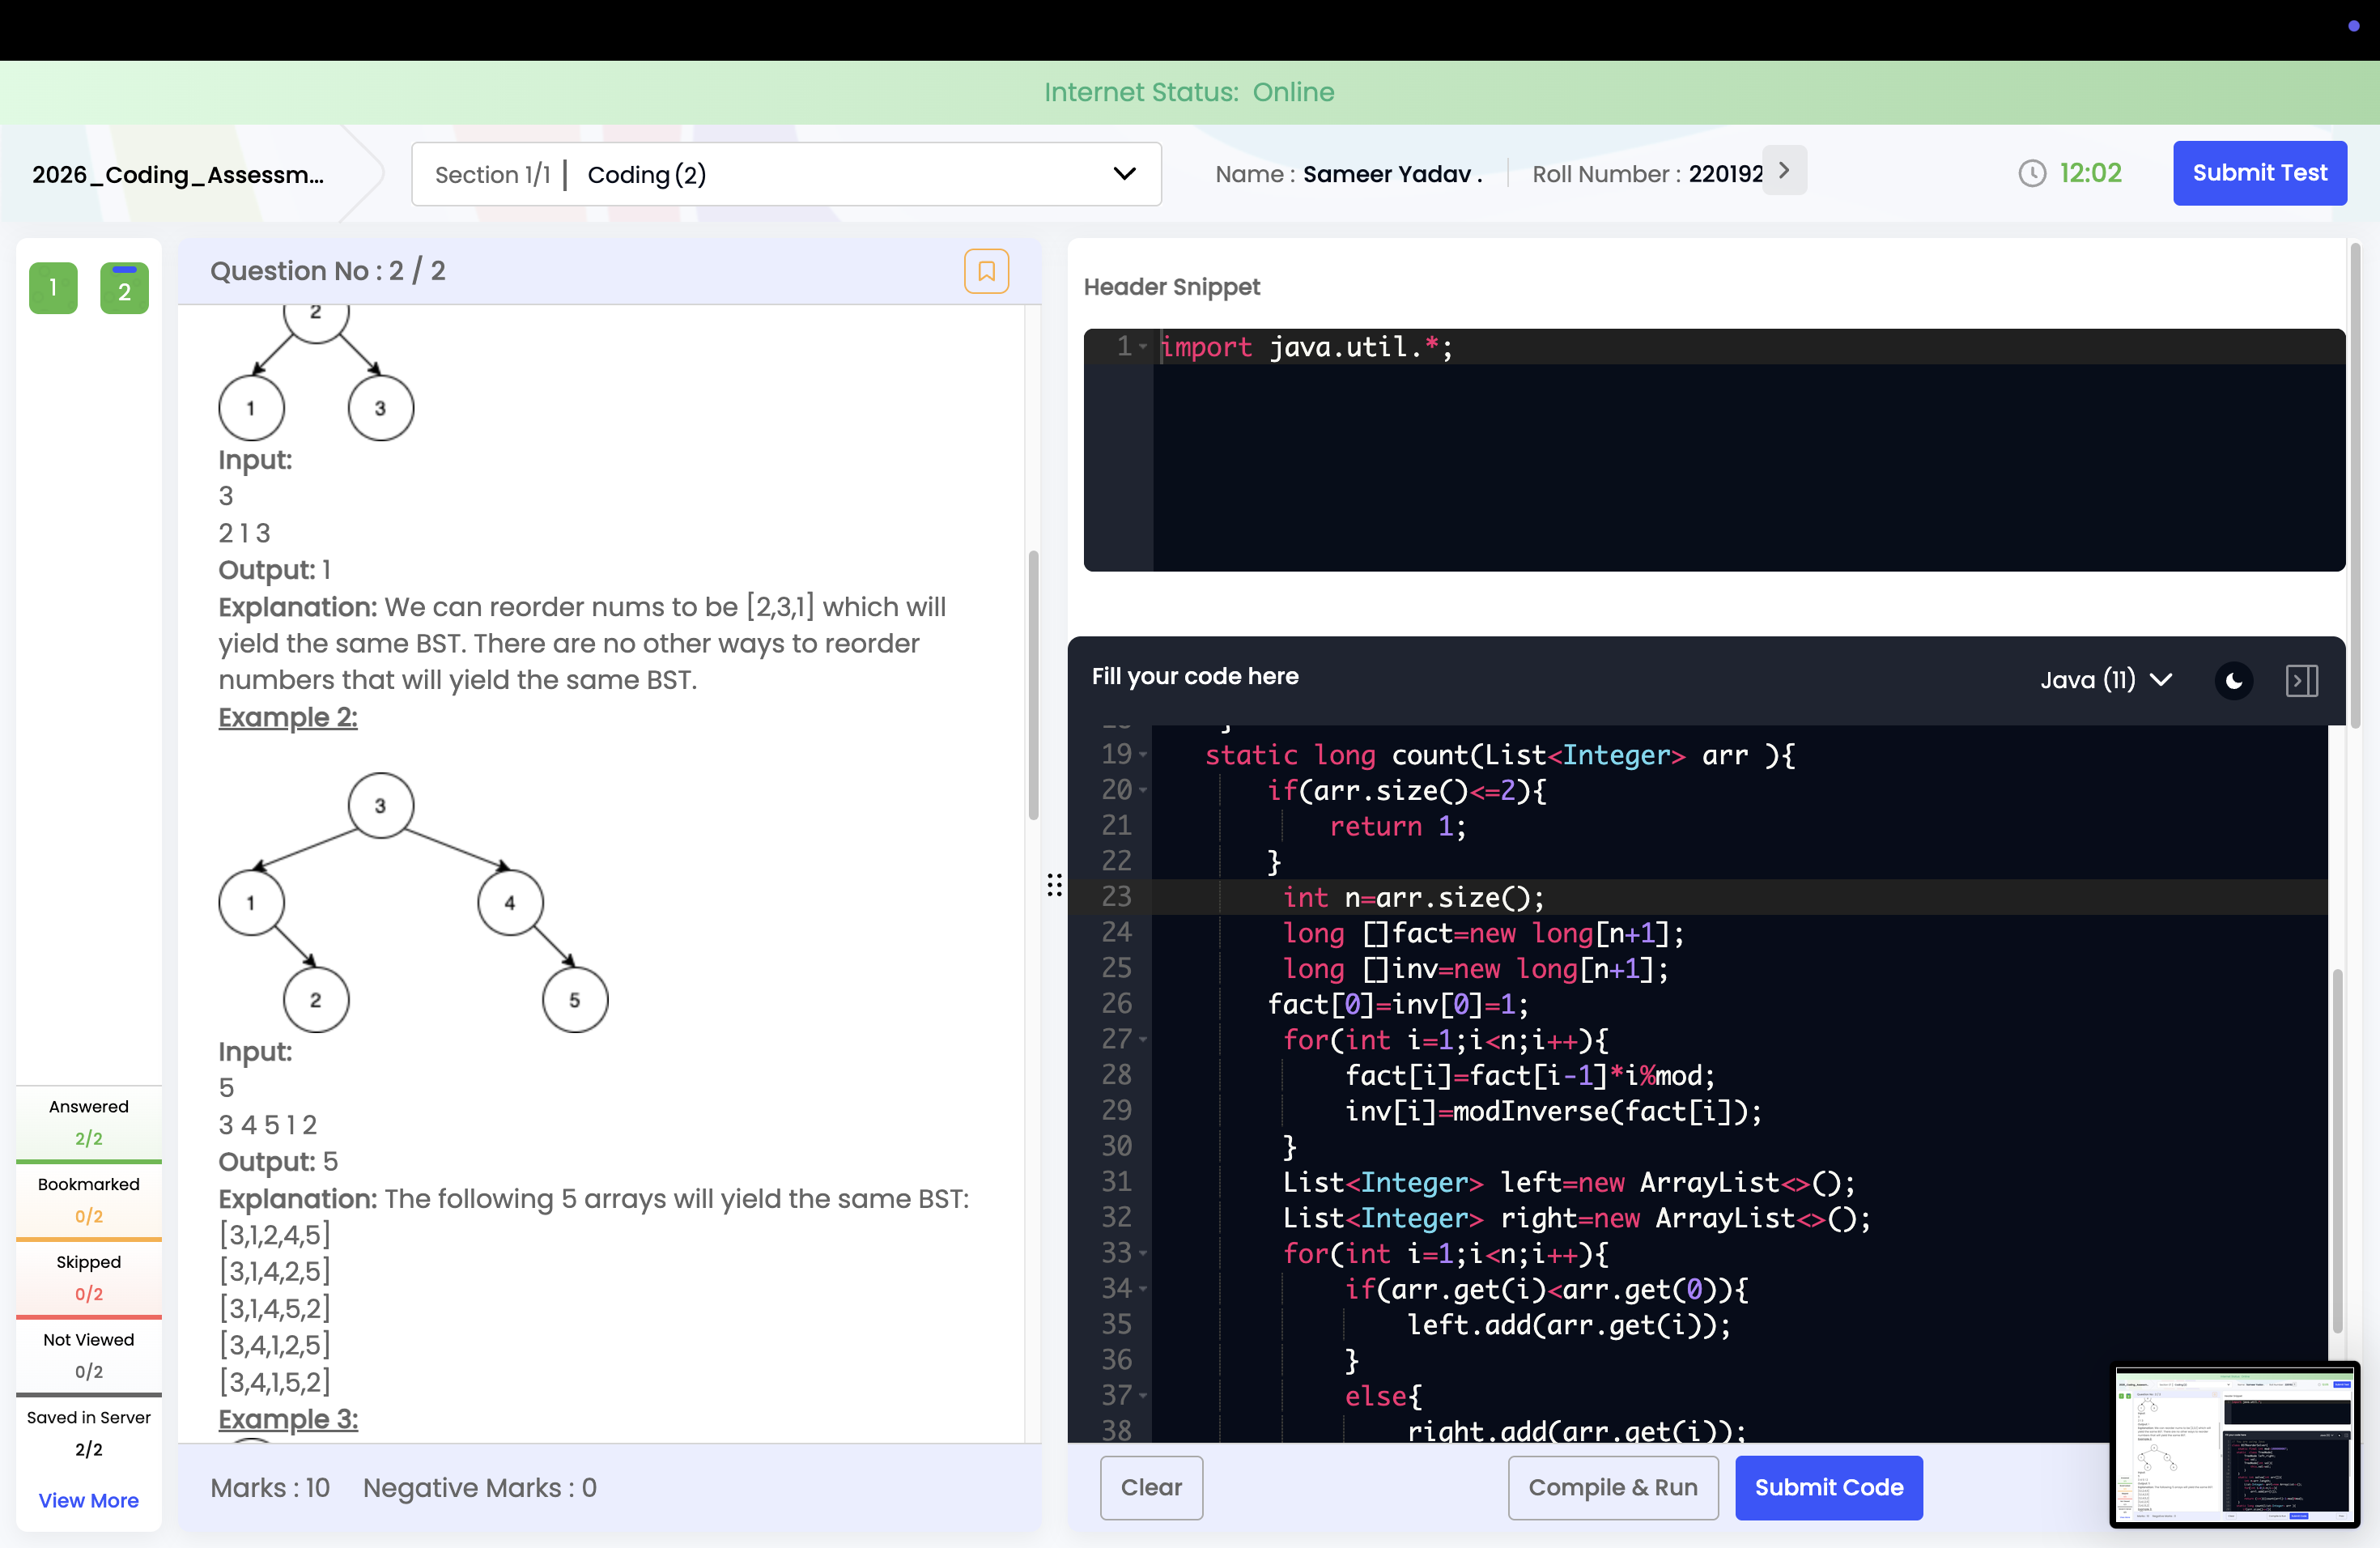 Internet Status: Online
2026_Coding_Assessm...
Section 1/1 | Coding (2)
Name : Sameer Yadav .
Roll Number : 220192
12:02
Submit Test
1
2
Question No : 2 / 2
2
1
3
Input:
3
2 1 3
Output: 1
Explanation: We can reorder nums to be [2,3,1] which will
yield the same BST. There are no other ways to reorder
numbers that will yield the same BST.
Example 2:
3
1
4
2
5
Input:
5
3 4 5 1 2
Output: 5
Explanation: The following 5 arrays will yield the same BST:
[3,1,2,4,5]
[3,1,4,2,5]
[3,1,4,5,2]
[3,4,1,2,5]
[3,4,1,5,2]
Example 3:
Marks : 10
Negative Marks : 0
Answered
2/2
Bookmarked
0/2
Skipped
0/2
Not Viewed
0/2
Saved in Server
2/2
View More
Header Snippet
1 import java.util.*;
Fill your code here
Java (11)
19 static long count(List<Integer> arr ){
20 if(arr.size()<=2){
21 return 1;
22 }
23 int n=arr.size();
24 long []fact=new long[n+1];
25 long []inv=new long[n+1];
26 fact[0]=inv[0]=1;
27 for(int i=1;i<n;i++){
28 fact[i]=fact[i-1]*i%mod;
29 inv[i]=modInverse(fact[i]);
30 }
31 List<Integer> left=new ArrayList<>();
32 List<Integer> right=new ArrayList<>();
33 for(int i=1;i<n;i++){
34 if(arr.get(i)<arr.get(0)){
35 left.add(arr.get(i));
36 }
37 else{
38 right.add(arr.get(i));
Clear
Compile & Run
Submit Code